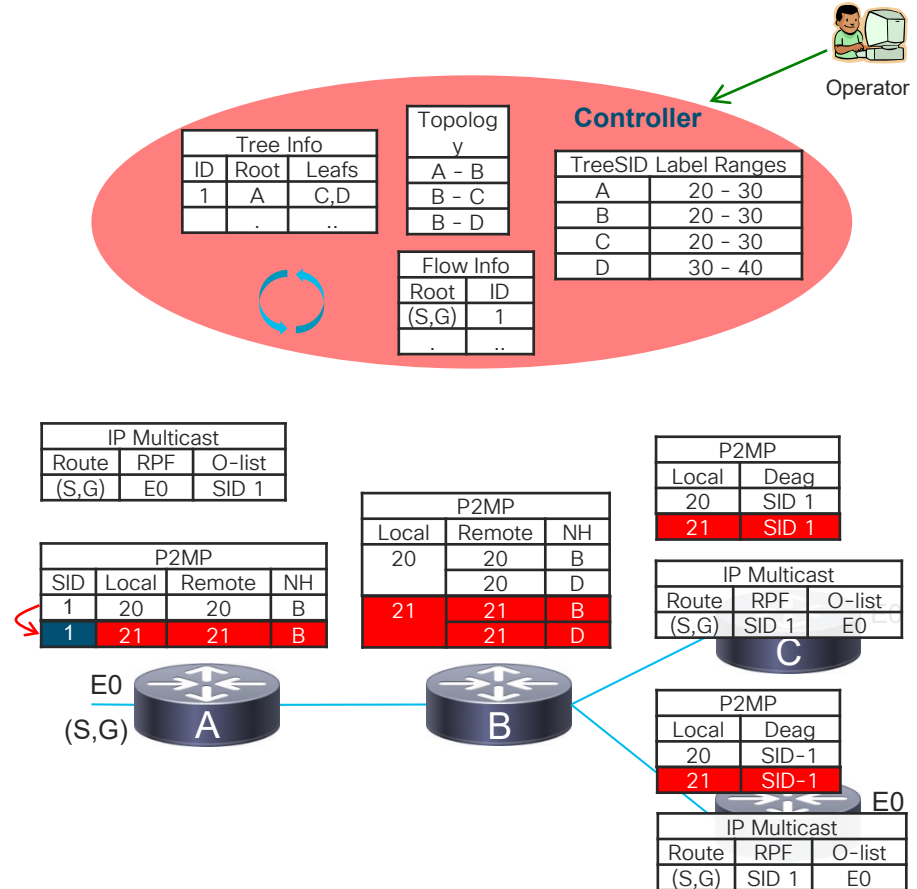 Operator
Controller
Tree Info
ID Root Leafs
1 A C,D
. ..
Topolog
y
A - B
B - C
B - D
TreeSID Label Ranges
A 20 - 30
B 20 - 30
C 20 - 30
D 30 - 40
Flow Info
Root ID
(S,G) 1
. ..
IP Multicast
Route RPF O-list
(S,G) E0 SID 1
P2MP
SID Local Remote NH
1 20 20 B
1 21 21 B
P2MP
Local Remote NH
20 20 B
20 D
21 21 B
21 D
P2MP
Local Deag
20 SID 1
21 SID 1
IP Multicast
Route RPF O-list
(S,G) SID 1 E0
E0
C
E0
(S,G)
A
B
P2MP
Local Deag
20 SID-1
21 SID-1
E0
IP Multicast
Route RPF O-list
(S,G) SID 1 E0